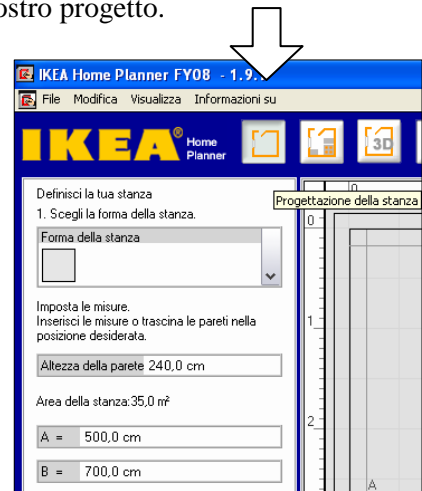 ostro progetto.
IKEA Home Planner FY08 - 1.9.
File Modifica Visualizza Informazioni su
IKEA® Home Planner
3D
Progettazione della stanza
Definisci la tua stanza
1. Scegli la forma della stanza.
Forma della stanza
Imposta le misure.
Inserisci le misure o trascina le pareti nella
posizione desiderata.
Altezza della parete 240,0 cm
Area della stanza:35,0 m²
A = 500,0 cm
B = 700,0 cm
0
0
1
2
A